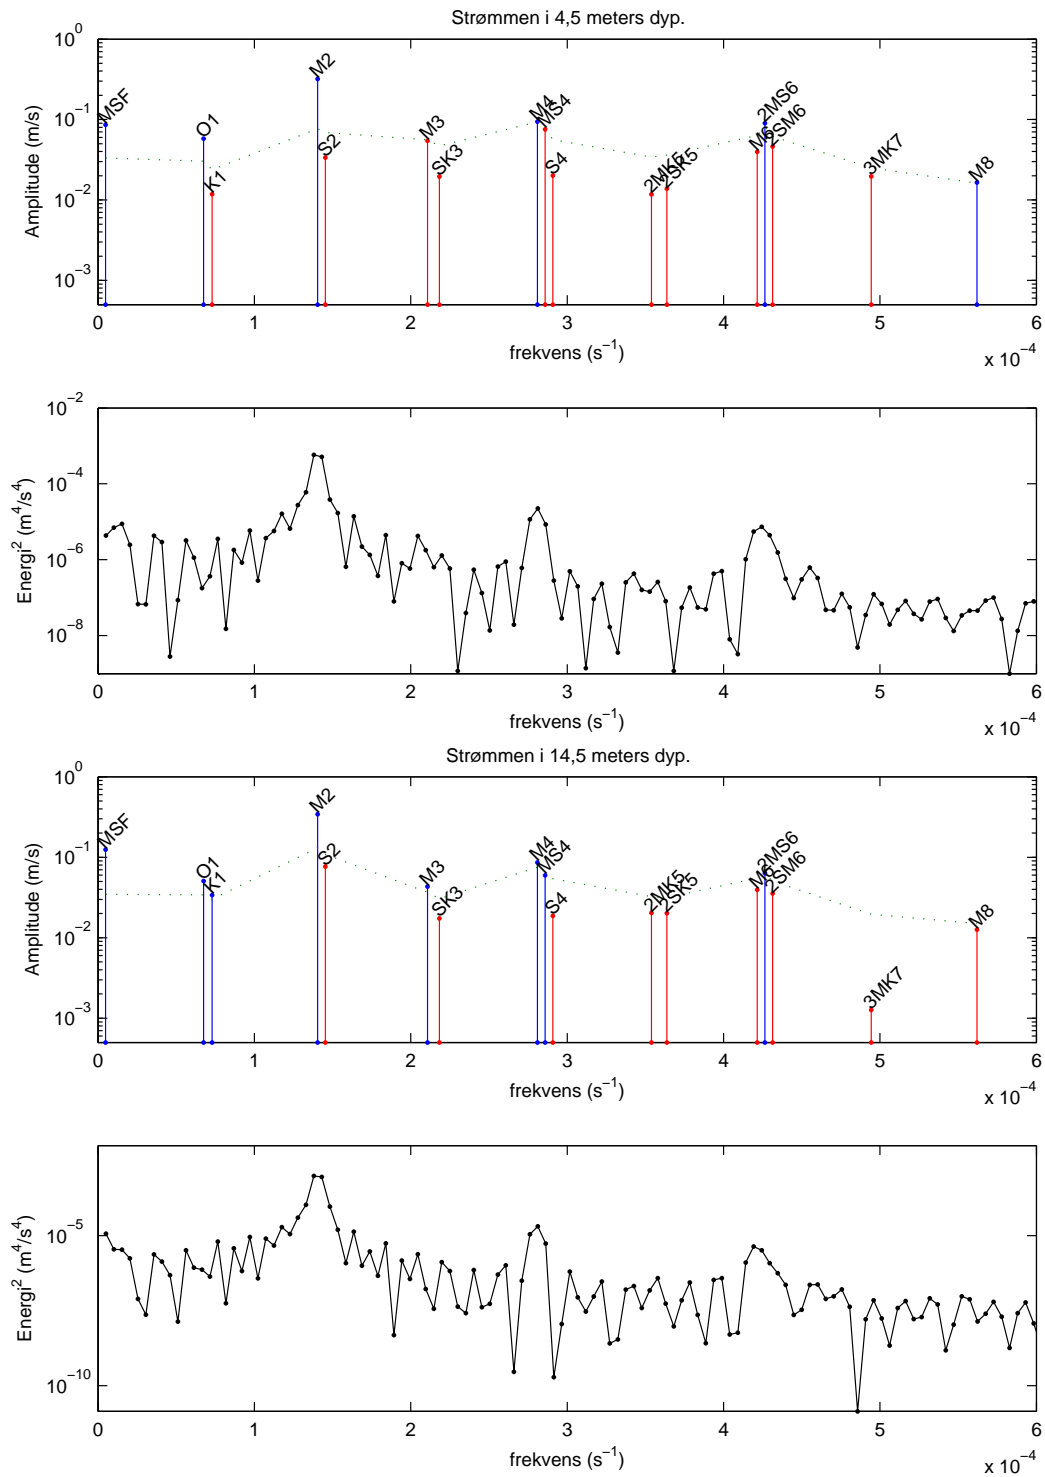 Strømmen i 4,5 meters dyp.
Amplitude (m/s)
10^0
10^−1
10^−2
10^−3
MSF
O1
K1
M2
S2
M3
SK3
M4
MS4
S4
2MK5
2SK5
M6
2MS6
2SM6
3MK7
M8
0 1 2 3 4 5 6
frekvens (s^−1)
x 10^−4
Energi^2 (m^4/s^4)
10^−2
10^−4
10^−6
10^−8
0 1 2 3 4 5 6
frekvens (s^−1)
x 10^−4
Strømmen i 14,5 meters dyp.
Amplitude (m/s)
10^0
10^−1
10^−2
10^−3
MSF
O1
K1
M2
S2
M3
SK3
M4
MS4
S4
2MK5
2SK5
M6
2MS6
2SM6
3MK7
M8
0 1 2 3 4 5 6
frekvens (s^−1)
x 10^−4
Energi^2 (m^4/s^4)
10^−5
10^−10
0 1 2 3 4 5 6
frekvens (s^−1)
x 10^−4